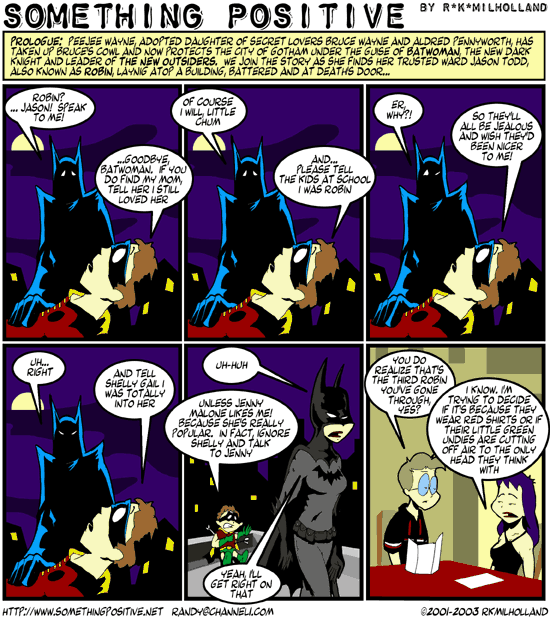 SOMETHING POSITIVE BY R*K*MILHOLLAND
PROLOGUE: PEEJEE WAYNE, ADOPTED DAUGHTER OF SECRET LOVERS BRUCE WAYNE AND ALDRED PENNYWORTH, HAS
TAKEN UP BRUCE'S COWL AND NOW PROTECTS THE CITY OF GOTHAM UNDER THE GUISE OF BATWOMAN, THE NEW DARK
KNIGHT AND LEADER OF THE NEW OUTSIDERS. WE JOIN THE STORY AS SHE FINDS HER TRUSTED WARD JASON TODD,
ALSO KNOWN AS ROBIN, LAYNIG ATOP A BUILDING, BATTERED AND AT DEATH'S DOOR...
ROBIN?
... JASON! SPEAK
TO ME!
...GOODBYE,
BATWOMAN. IF YOU
DO FIND MY MOM,
TELL HER I STILL
LOVED HER
OF COURSE
I WILL, LITTLE
CHUM
AND...
PLEASE TELL
THE KIDS AT SCHOOL
I WAS ROBIN
ER,
WHY?!
SO THEY'LL
ALL BE JEALOUS
AND WISH THEY'D
BEEN NICER
TO ME!
UH...
RIGHT
AND TELL
SHELLY GAIL I
WAS TOTALLY
INTO HER
UH-HUH
UNLESS JENNY
MALONE LIKES ME!
BECAUSE SHE'S REALLY
POPULAR. IN FACT, IGNORE
SHELLY AND TALK
TO JENNY
YEAH, I'LL
GET RIGHT ON
THAT
YOU DO
REALIZE THAT'S
THE THIRD ROBIN
YOU'VE GONE
THROUGH,
YES?
I KNOW. I'M
TRYING TO DECIDE
IF IT'S BECAUSE THEY
WEAR RED SHIRTS OR IF
THEIR LITTLE GREEN
UNDIES ARE CUTTING
OFF AIR TO THE ONLY
HEAD THEY THINK
WITH
HTTP://WWW.SOMETHINGPOSITIVE.NET RANDY@CHANNEL1.COM ©2001-2003 RKMILHOLLAND